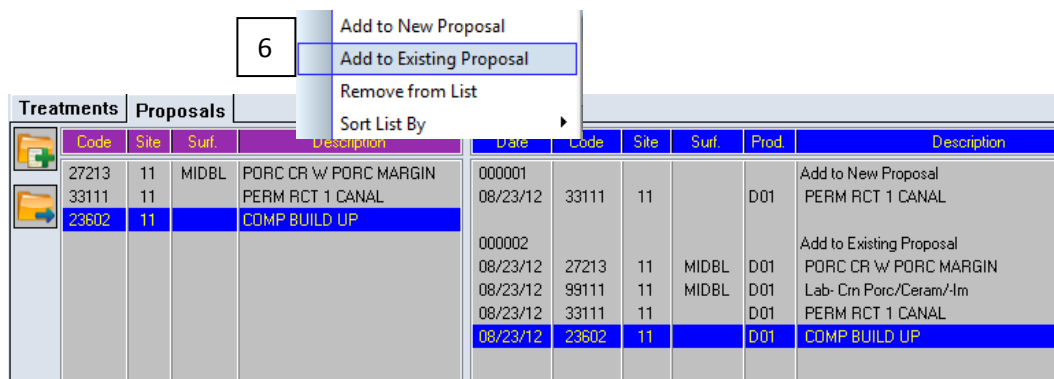 Add to New Proposal
6
Add to Existing Proposal
Remove from List
Sort List By
Treatments Proposals
Code Site Surf. Description Date Code Site Surf. Prod. Description
27213 11 MIDBL PORC CR W PORC MARGIN 000001 Add to New Proposal
33111 11 PERM RCT 1 CANAL 08/23/12 33111 11 D01 PERM RCT 1 CANAL
23602 11 COMP BUILD UP
000002 Add to Existing Proposal
08/23/12 27213 11 MIDBL D01 PORC CR W PORC MARGIN
08/23/12 99111 11 MIDBL D01 Lab- Crn Porc/Ceram/-Im
08/23/12 33111 11 D01 PERM RCT 1 CANAL
08/23/12 23602 11 D01 COMP BUILD UP